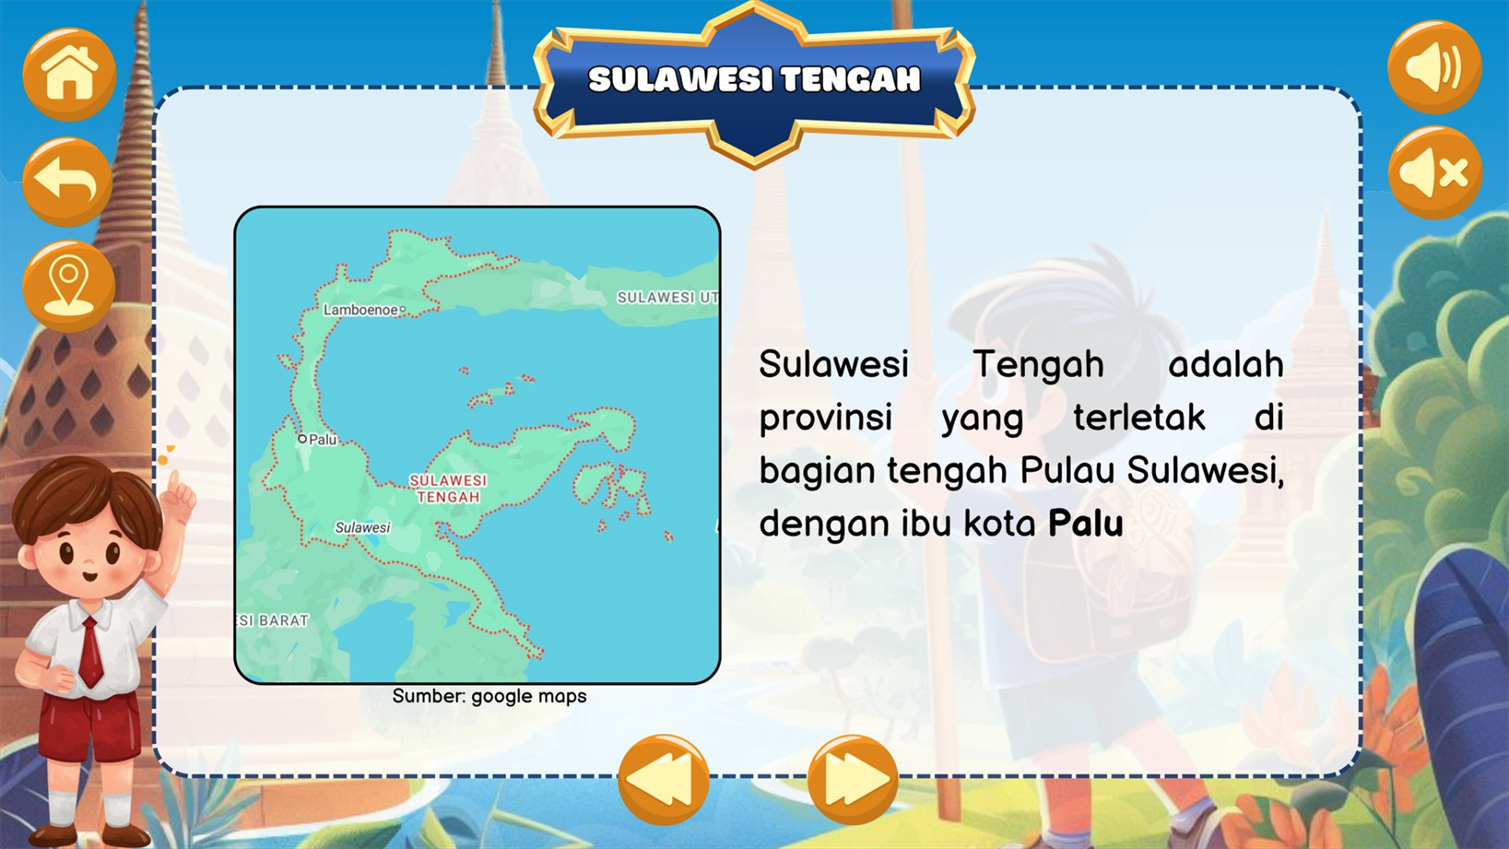 SULAWESI TENGAH
SULAWESI UT
Lamboenoe
Palu
SULAWESI
TENGAH
Sulawesi
ESI BARAT
Sumber: google maps
Sulawesi Tengah adalah
provinsi yang terletak di
bagian tengah Pulau Sulawesi,
dengan ibu kota Palu